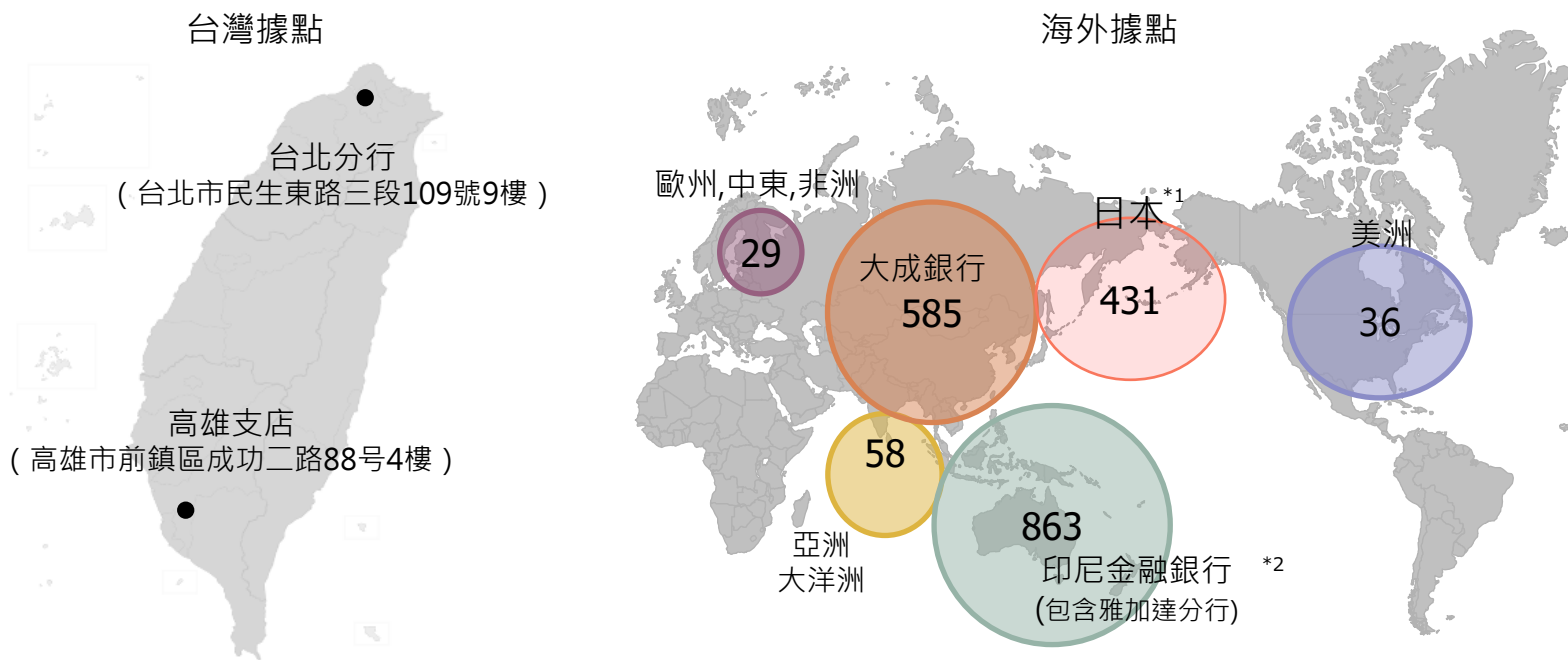 台灣據點
台北分行
(台北市民生東路三段109號9樓)
高雄支店
(高雄市前鎮區成功二路88号4樓)
海外據點
歐州,中東,非洲
29
大成銀行
585
日本*1
431
美洲
36
58
亞洲
大洋洲
863
印尼金融銀行 *2
(包含雅加達分行)